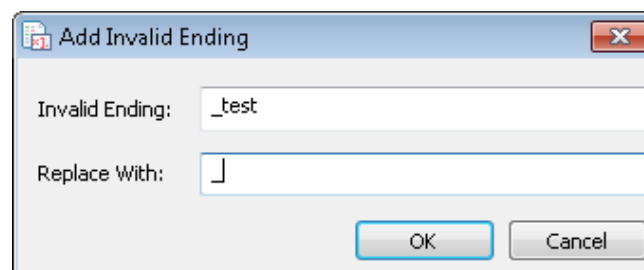 Add Invalid Ending
Invalid Ending: _test
Replace With: _
OK Cancel